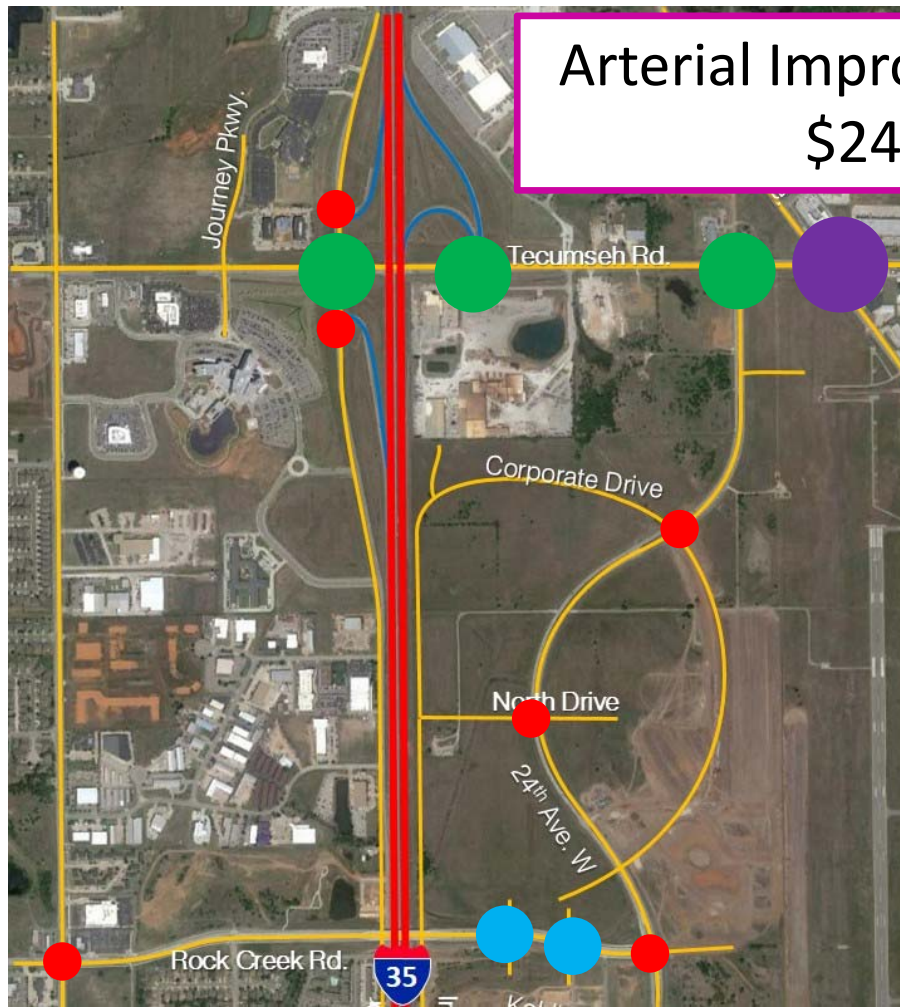 Arterial Impro
$24
Journey Pkwy.
Tecumseh Rd.
Corporate Drive
North Drive
24th Ave. W
Rock Creek Rd.
35